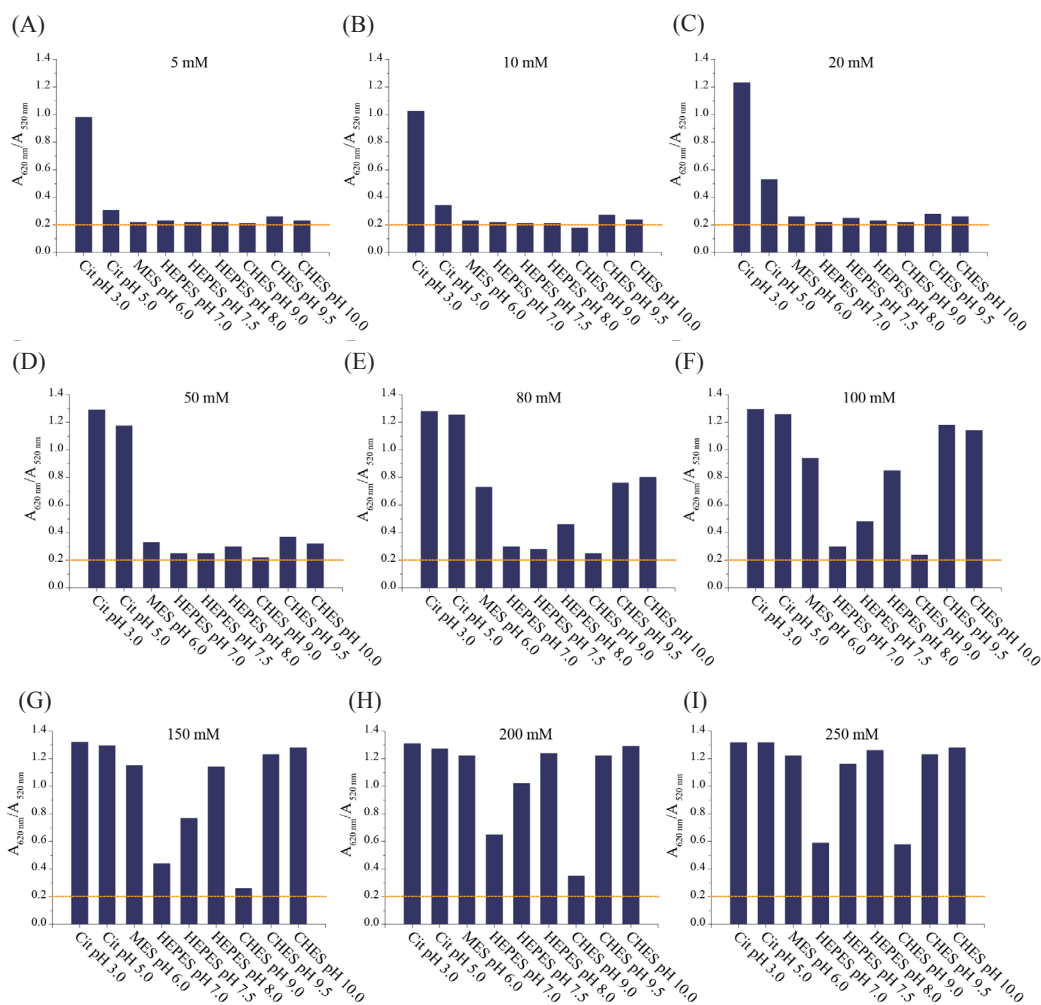 (A)
5 mM
A 620 nm/A 520 nm
1.4
1.2
1.0
0.8
0.6
0.4
0.2
0.0
Cit pH 3.0
Cit pH 5.0
MES pH 6.0
HEPES pH 7.0
HEPES pH 7.5
HEPES pH 8.0
CHES pH 9.0
CHES pH 9.5
CHES pH 10.0
(B)
10 mM
A 620 nm/A 520 nm
1.4
1.2
1.0
0.8
0.6
0.4
0.2
0.0
Cit pH 3.0
Cit pH 5.0
MES pH 6.0
HEPES pH 7.0
HEPES pH 7.5
HEPES pH 8.0
CHES pH 9.0
CHES pH 9.5
CHES pH 10.0
(C)
20 mM
A 620 nm/A 520 nm
1.4
1.2
1.0
0.8
0.6
0.4
0.2
0.0
Cit pH 3.0
Cit pH 5.0
MES pH 6.0
HEPES pH 7.0
HEPES pH 7.5
HEPES pH 8.0
CHES pH 9.0
CHES pH 9.5
CHES pH 10.0
(D)
50 mM
A 620 nm/A 520 nm
1.4
1.2
1.0
0.8
0.6
0.4
0.2
0.0
Cit pH 3.0
Cit pH 5.0
MES pH 6.0
HEPES pH 7.0
HEPES pH 7.5
HEPES pH 8.0
CHES pH 9.0
CHES pH 9.5
CHES pH 10.0
(E)
80 mM
A 620 nm/A 520 nm
1.4
1.2
1.0
0.8
0.6
0.4
0.2
0.0
Cit pH 3.0
Cit pH 5.0
MES pH 6.0
HEPES pH 7.0
HEPES pH 7.5
HEPES pH 8.0
CHES pH 9.0
CHES pH 9.5
CHES pH 10.0
(F)
100 mM
A 620 nm/A 520 nm
1.4
1.2
1.0
0.8
0.6
0.4
0.2
0.0
Cit pH 3.0
Cit pH 5.0
MES pH 6.0
HEPES pH 7.0
HEPES pH 7.5
HEPES pH 8.0
CHES pH 9.0
CHES pH 9.5
CHES pH 10.0
(G)
150 mM
A 620 nm/A 520 nm
1.4
1.2
1.0
0.8
0.6
0.4
0.2
0.0
Cit pH 3.0
Cit pH 5.0
MES pH 6.0
HEPES pH 7.0
HEPES pH 7.5
HEPES pH 8.0
CHES pH 9.0
CHES pH 9.5
CHES pH 10.0
(H)
200 mM
A 620 nm/A 520 nm
1.4
1.2
1.0
0.8
0.6
0.4
0.2
0.0
Cit pH 3.0
Cit pH 5.0
MES pH 6.0
HEPES pH 7.0
HEPES pH 7.5
HEPES pH 8.0
CHES pH 9.0
CHES pH 9.5
CHES pH 10.0
(I)
250 mM
A 620 nm/A 520 nm
1.4
1.2
1.0
0.8
0.6
0.4
0.2
0.0
Cit pH 3.0
Cit pH 5.0
MES pH 6.0
HEPES pH 7.0
HEPES pH 7.5
HEPES pH 8.0
CHES pH 9.0
CHES pH 9.5
CHES pH 10.0